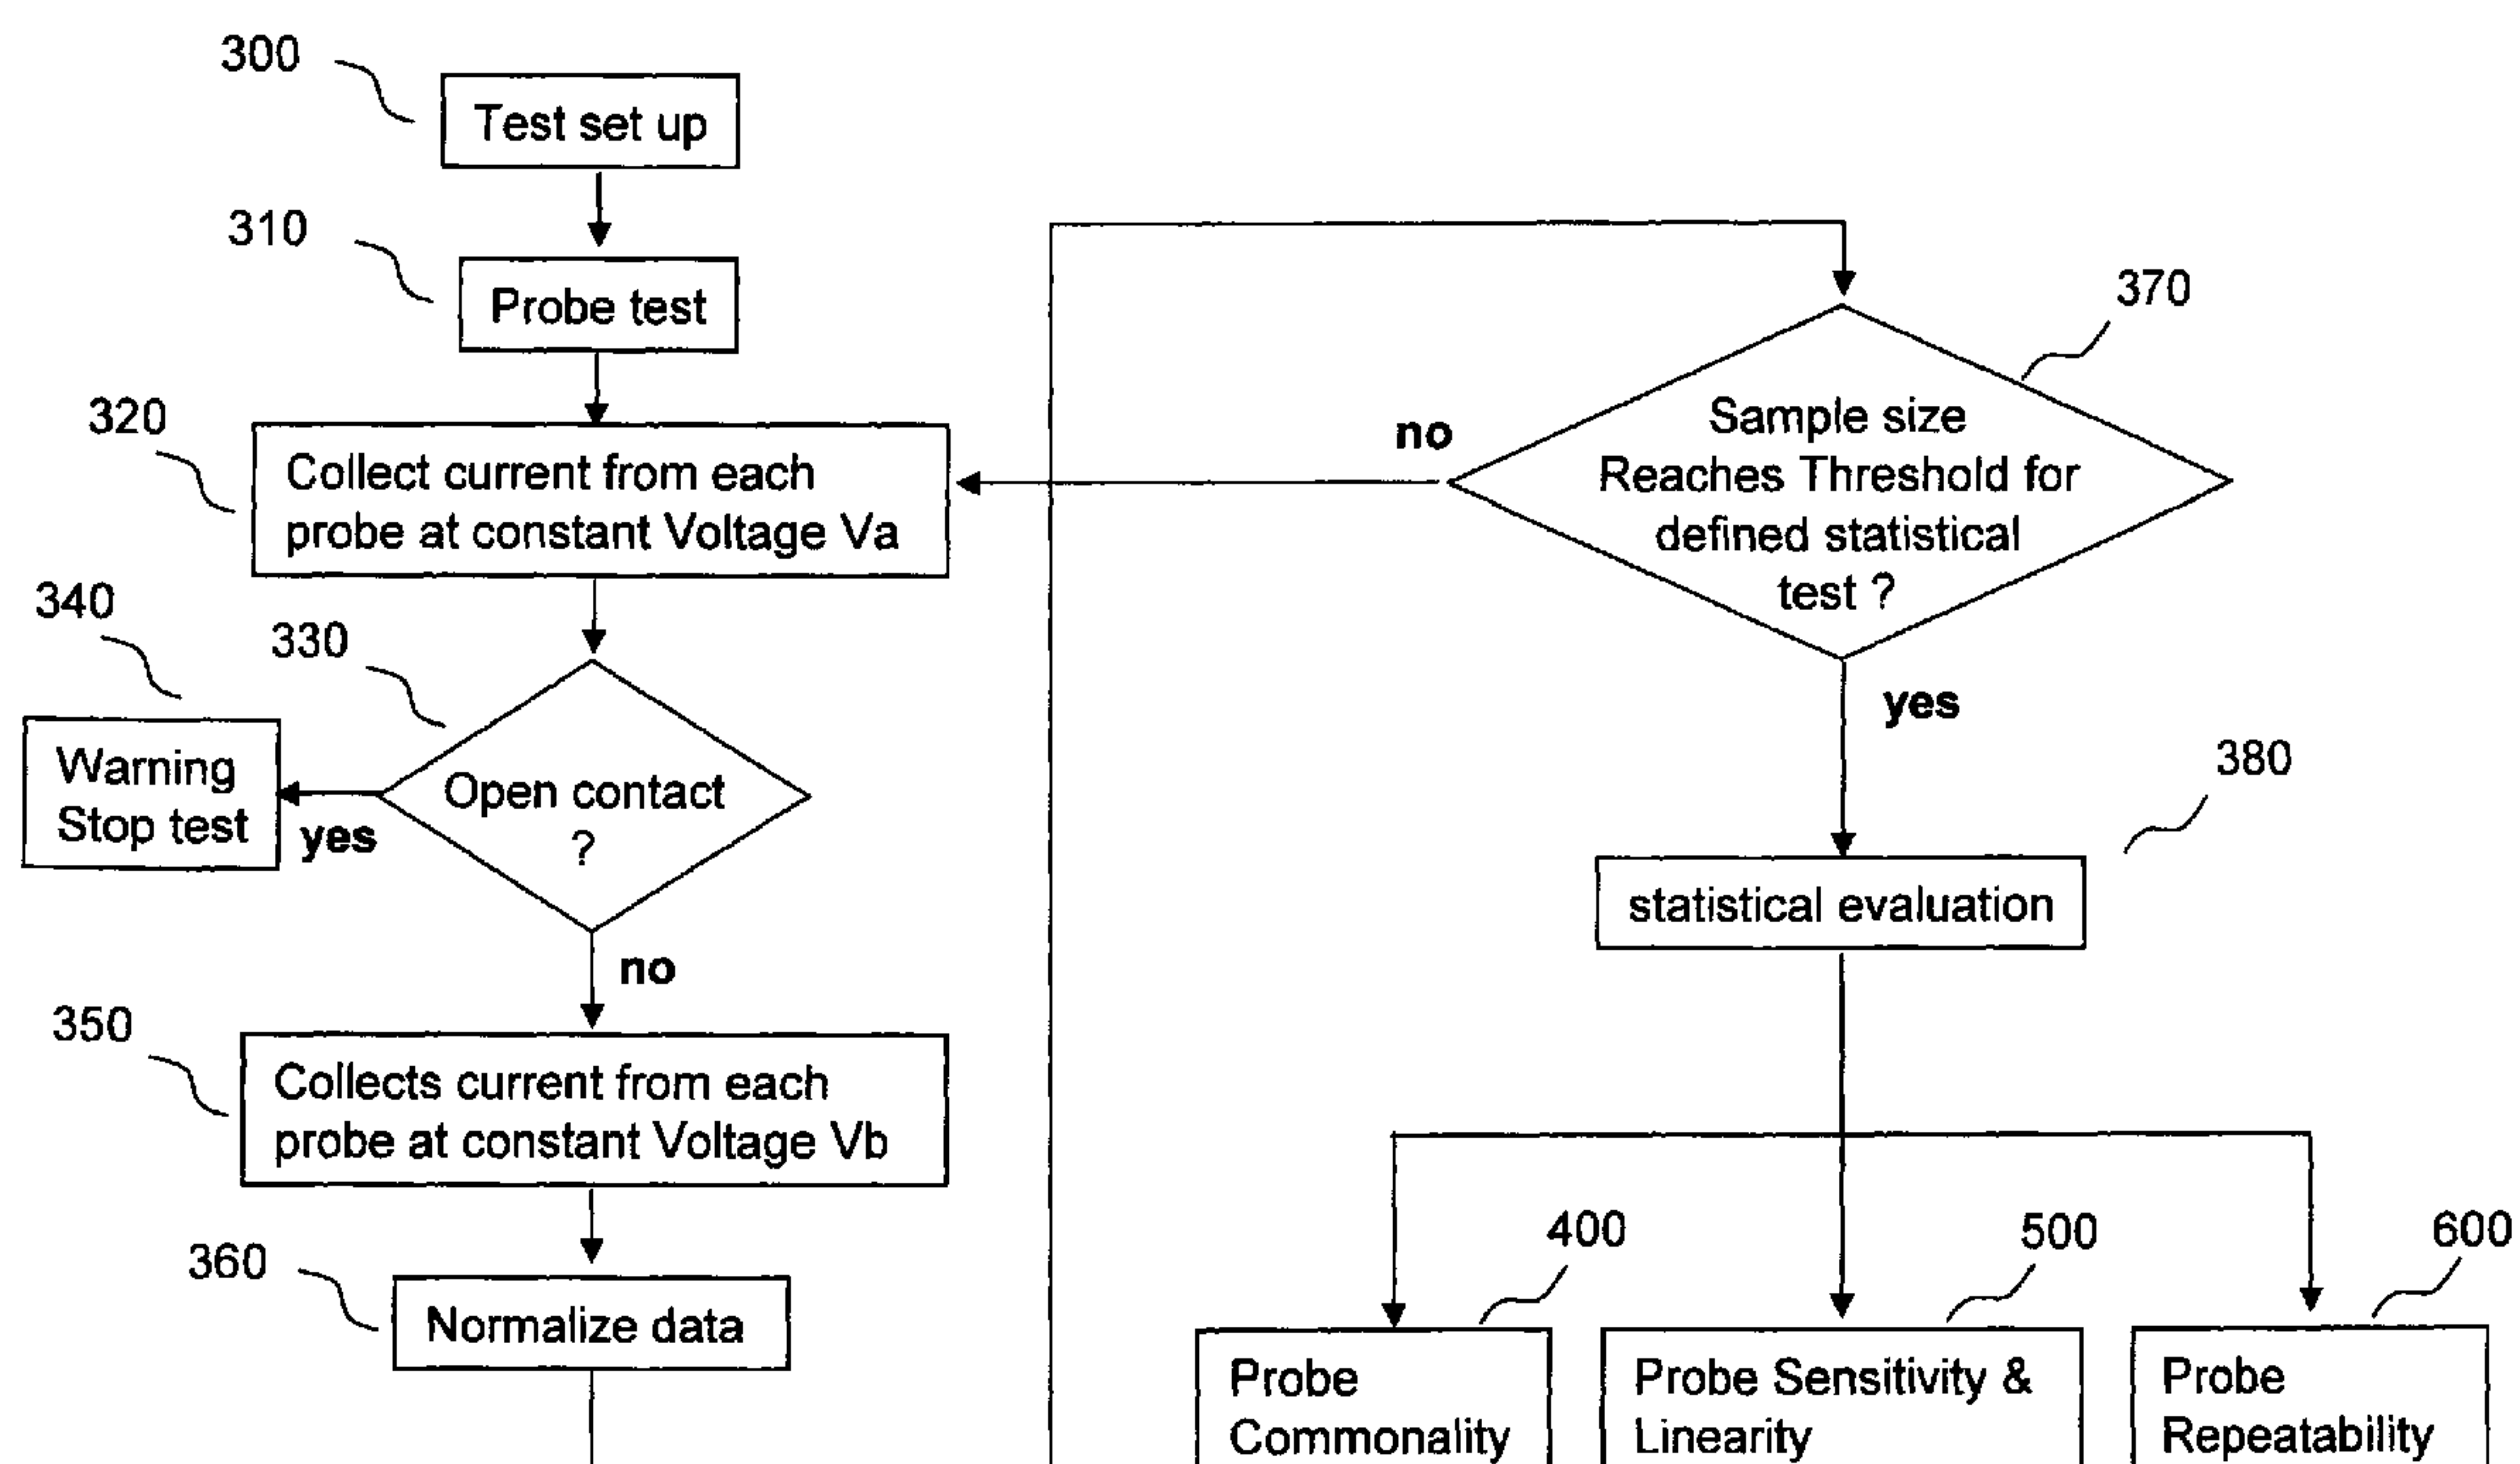 300
Test set up
310
Probe test
320
Collect current from each
probe at constant Voltage Va
340
330
Warning
Stop test
yes
Open contact
?
no
350
Collects current from each
probe at constant Voltage Vb
360
Normalize data
370
no
Sample size
Reaches Threshold for
defined statistical
test ?
yes
380
statistical evaluation
400
500
600
Probe
Commonality
Probe Sensitivity &
Linearity
Probe
Repeatability